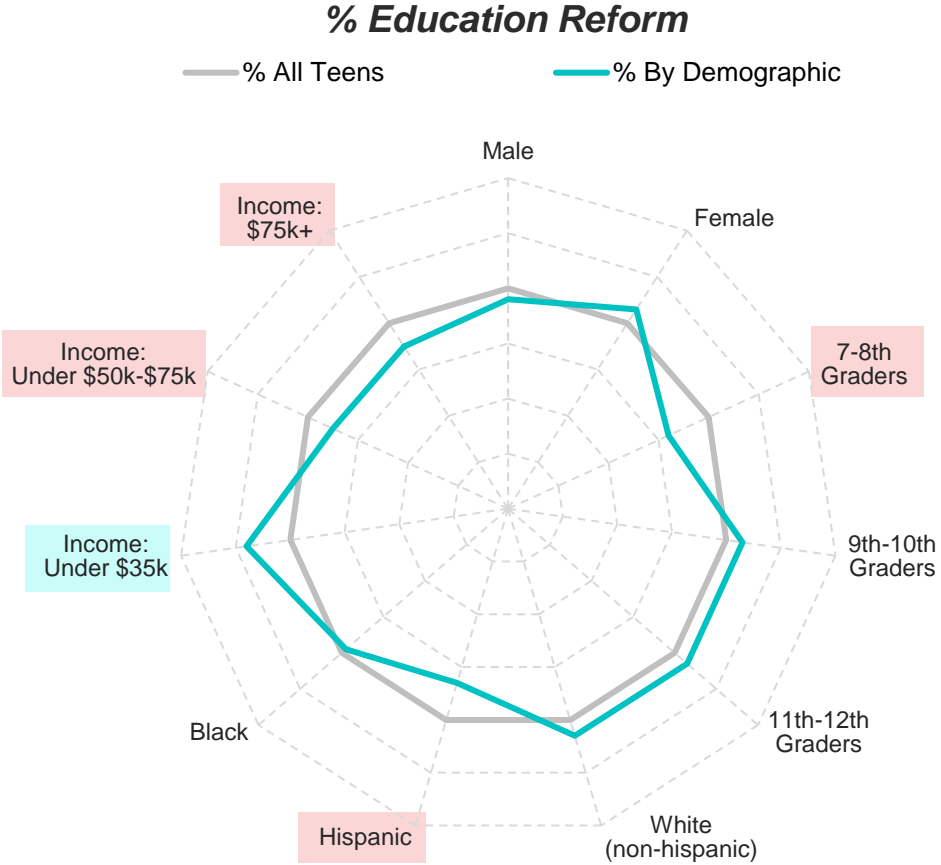 % Education Reform
% All Teens
% By Demographic
Male
Female
7-8th
Graders
9th-10th
Graders
11th-12th
Graders
White
(non-hispanic)
Hispanic
Black
Income:
Under $35k
Income:
Under $50k-$75k
Income:
$75k+